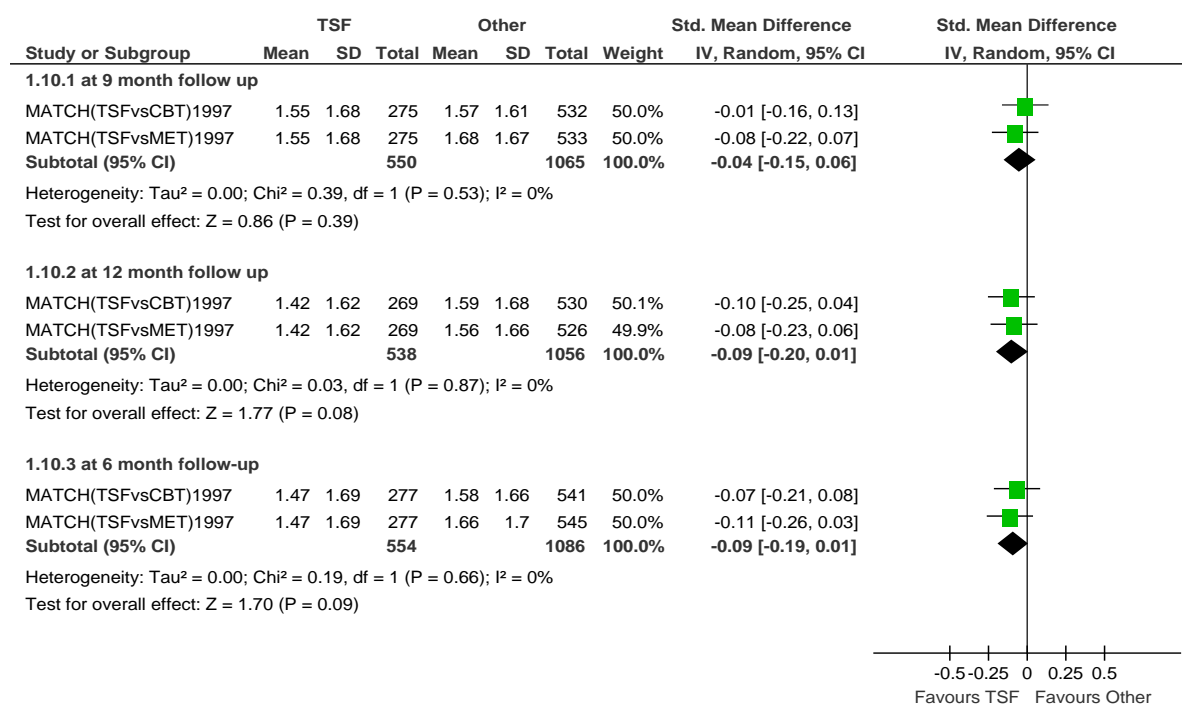 TSF Other Std. Mean Difference Std. Mean Difference
Study or Subgroup Mean SD Total Mean SD Total Weight IV, Random, 95% CI IV, Random, 95% CI
1.10.1 at 9 month follow up
MATCH(TSFvsCBT)1997 1.55 1.68 275 1.57 1.61 532 50.0% -0.01 [-0.16, 0.13]
MATCH(TSFvsMET)1997 1.55 1.68 275 1.68 1.67 533 50.0% -0.08 [-0.22, 0.07]
Subtotal (95% CI) 550 1065 100.0% -0.04 [-0.15, 0.06]
Heterogeneity: Tau² = 0.00; Chi² = 0.39, df = 1 (P = 0.53); I² = 0%
Test for overall effect: Z = 0.86 (P = 0.39)
1.10.2 at 12 month follow up
MATCH(TSFvsCBT)1997 1.42 1.62 269 1.59 1.68 530 50.1% -0.10 [-0.25, 0.04]
MATCH(TSFvsMET)1997 1.42 1.62 269 1.56 1.66 526 49.9% -0.08 [-0.23, 0.06]
Subtotal (95% CI) 538 1056 100.0% -0.09 [-0.20, 0.01]
Heterogeneity: Tau² = 0.00; Chi² = 0.03, df = 1 (P = 0.87); I² = 0%
Test for overall effect: Z = 1.77 (P = 0.08)
1.10.3 at 6 month follow-up
MATCH(TSFvsCBT)1997 1.47 1.69 277 1.58 1.66 541 50.0% -0.07 [-0.21, 0.08]
MATCH(TSFvsMET)1997 1.47 1.69 277 1.66 1.7 545 50.0% -0.11 [-0.26, 0.03]
Subtotal (95% CI) 554 1086 100.0% -0.09 [-0.19, 0.01]
Heterogeneity: Tau² = 0.00; Chi² = 0.19, df = 1 (P = 0.66); I² = 0%
Test for overall effect: Z = 1.70 (P = 0.09)
-0.5 -0.25 0 0.25 0.5
Favours TSF Favours Other